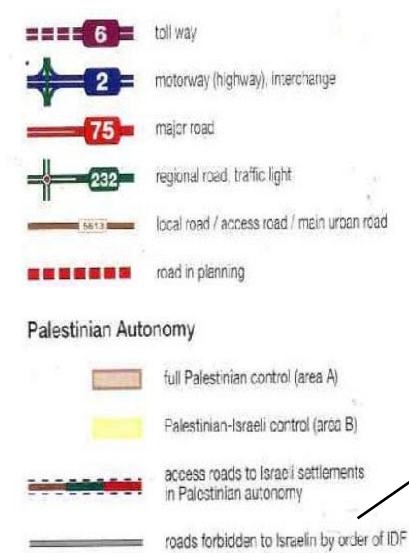 6 toll way
2 motorway (highway), interchange
75 major road
232 regional road, traffic light
5613 local road / access road / main urban road
road in planning
Palestinian Autonomy
full Palestinian control (area A)
Palestinian-Israeli control (area B)
access roads to Israeli settlements
in Palestinian autonomy
roads forbidden to Israelin by order of IDF